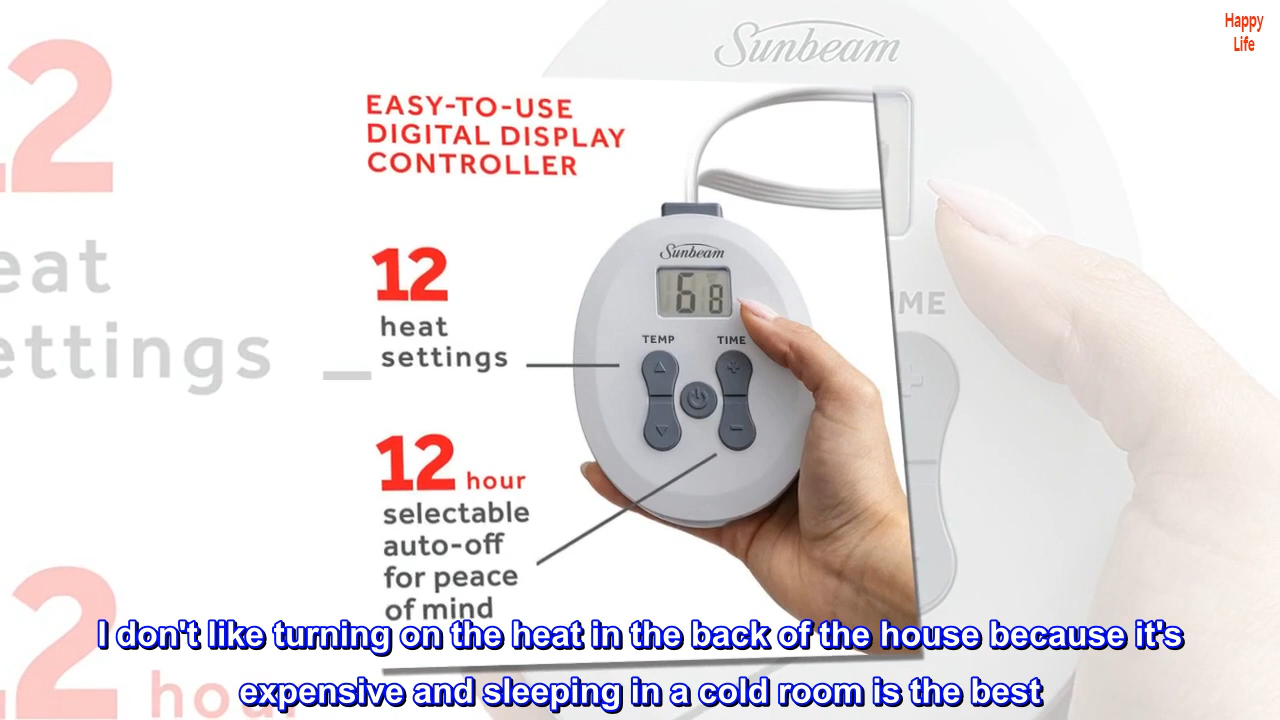 Happy
Life
Sunbeam
EASY-TO-USE
DIGITAL DISPLAY
CONTROLLER
12
heat
settings
12 hour
selectable
auto-off
for peace
of mind
Sunbeam
6 8
TEMP TIME
I don't like turning on the heat in the back of the house because it's
expensive and sleeping in a cold room is the best